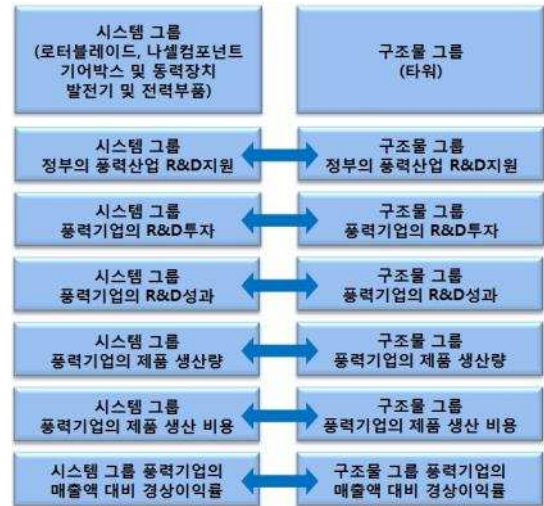 시스템 그룹
(로터블레이드, 나셀컴포넌트
기어박스 및 동력장치
발전기 및 전력부품)
구조물 그룹
(타워)
시스템 그룹
정부의 풍력산업 R&D지원
구조물 그룹
정부의 풍력산업 R&D지원
시스템 그룹
풍력기업의 R&D투자
구조물 그룹
풍력기업의 R&D투자
시스템 그룹
풍력기업의 R&D성과
구조물 그룹
풍력기업의 R&D성과
시스템 그룹
풍력기업의 제품 생산량
구조물 그룹
풍력기업의 제품 생산량
시스템 그룹
풍력기업의 제품 생산 비용
구조물 그룹
풍력기업의 제품 생산 비용
시스템 그룹 풍력기업의
매출액 대비 경상이익률
구조물 그룹 풍력기업의
매출액 대비 경상이익률